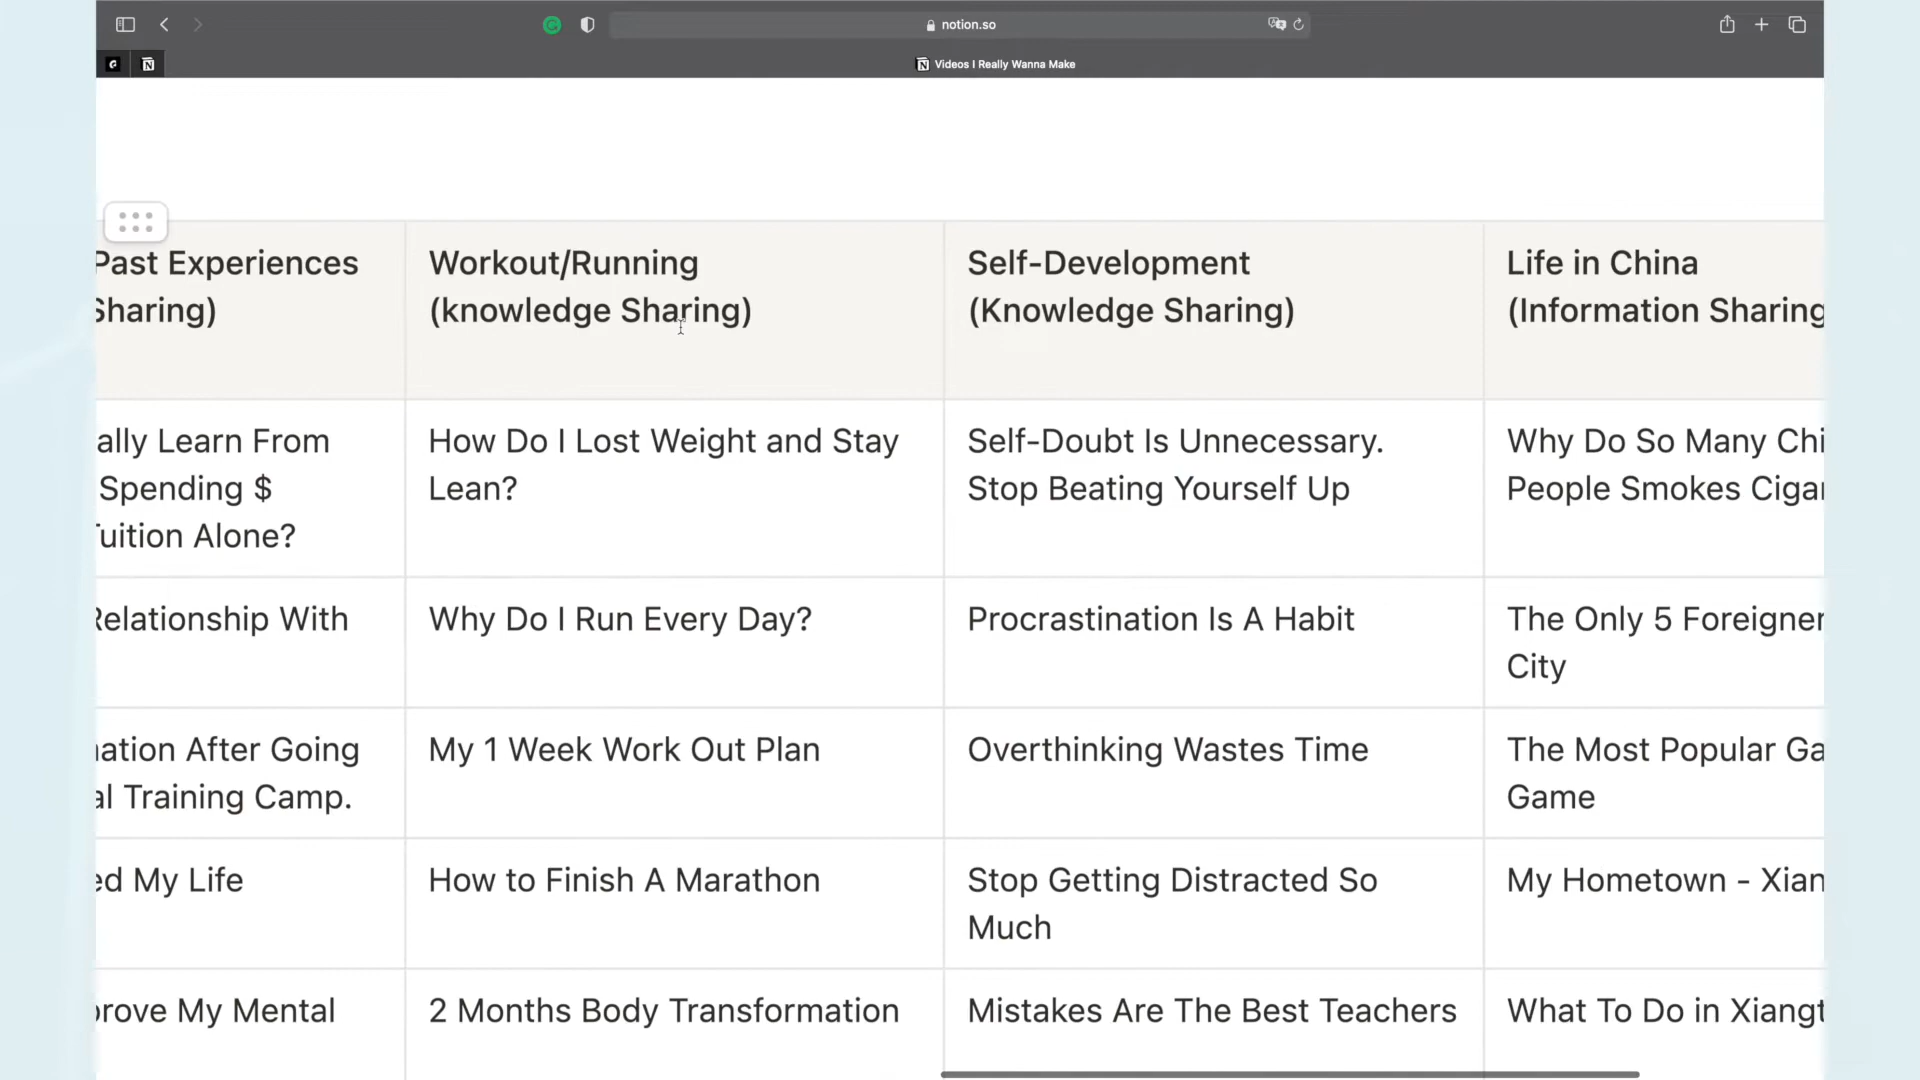 notion.so
Videos I Really Wanna Make
Past Experiences
Sharing)
Workout/Running
(knowledge Sharing)
Self-Development
(Knowledge Sharing)
Life in China
(Information Sharing
ally Learn From
Spending $
Tuition Alone?
How Do I Lost Weight and Stay
Lean?
Self-Doubt Is Unnecessary.
Stop Beating Yourself Up
Why Do So Many Chi
People Smokes Cigar
Relationship With
Why Do I Run Every Day?
Procrastination Is A Habit
The Only 5 Foreigner
City
ation After Going
al Training Camp.
My 1 Week Work Out Plan
Overthinking Wastes Time
The Most Popular Ga
Game
ed My Life
How to Finish A Marathon
Stop Getting Distracted So
Much
My Hometown - Xian
prove My Mental
2 Months Body Transformation
Mistakes Are The Best Teachers
What To Do in Xiangt